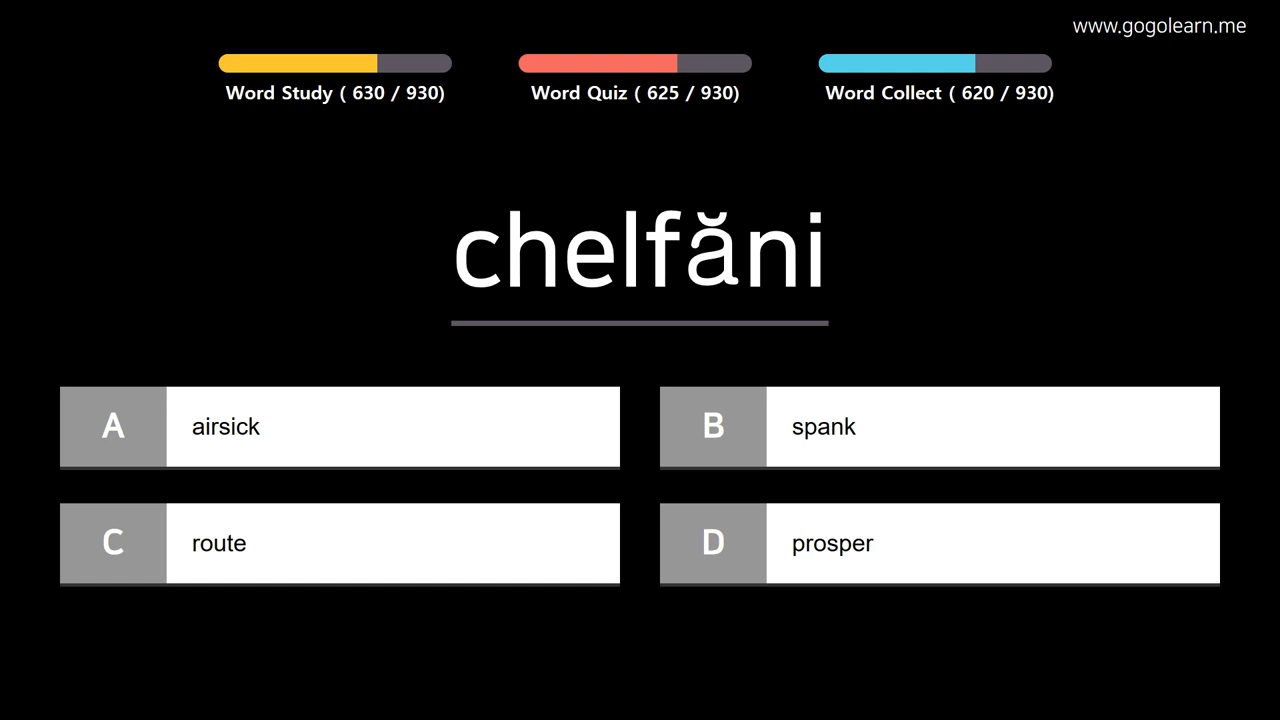 www.gogolearn.me
Word Study ( 630 / 930)
Word Quiz ( 625 / 930)
Word Collect ( 620 / 930)
chelfăni
A airsick
B spank
C route
D prosper